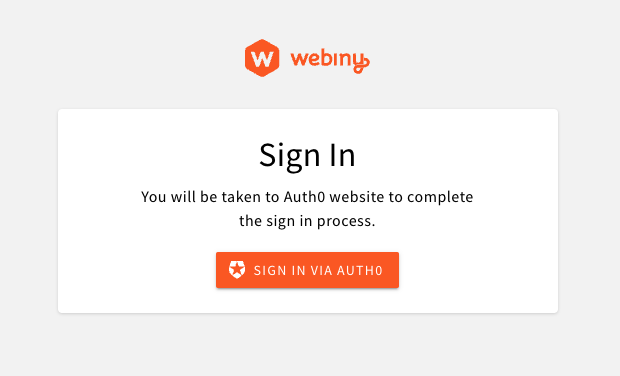 webiny
Sign In
You will be taken to Auth0 website to complete
the sign in process.
SIGN IN VIA AUTH0